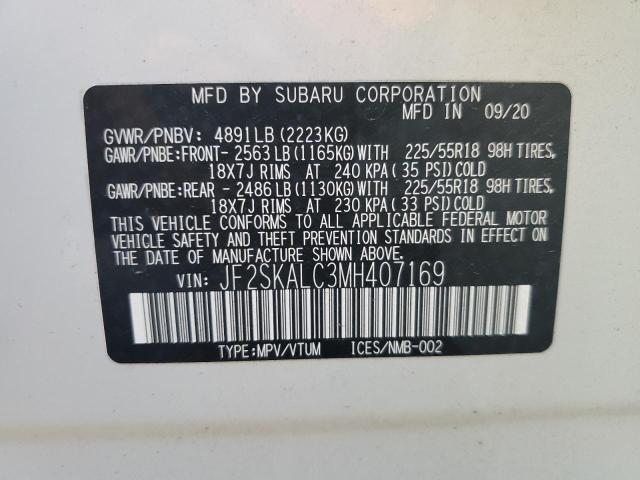 MFD BY SUBARU CORPORATION
MFD IN 09/20
GVWR/PNBV: 4891LB(2223KG)
GAWR/PNBE:FRONT- 2563LB(1165KG)WITH 225/55R18 98H TIRES,
18X7J RIMS AT 240 KPA(35 PSI)COLD
GAWR/PNBE:REAR - 2486LB(1130KG)WITH 225/55R18 98H TIRES,
18X7J RIMS AT 230 KPA(33 PSI)COLD
THIS VEHICLE CONFORMS TO ALL APPLICABLE FEDERAL MOTOR
VEHICLE SAFETY AND THEFT PREVENTION STANDARDS IN EFFECT ON
THE DATE OF MANUFACTURE SHOWN ABOVE.
VIN: JF2SKALC3MH407169
TYPE:MPV/VTUM ICES/NMB-002